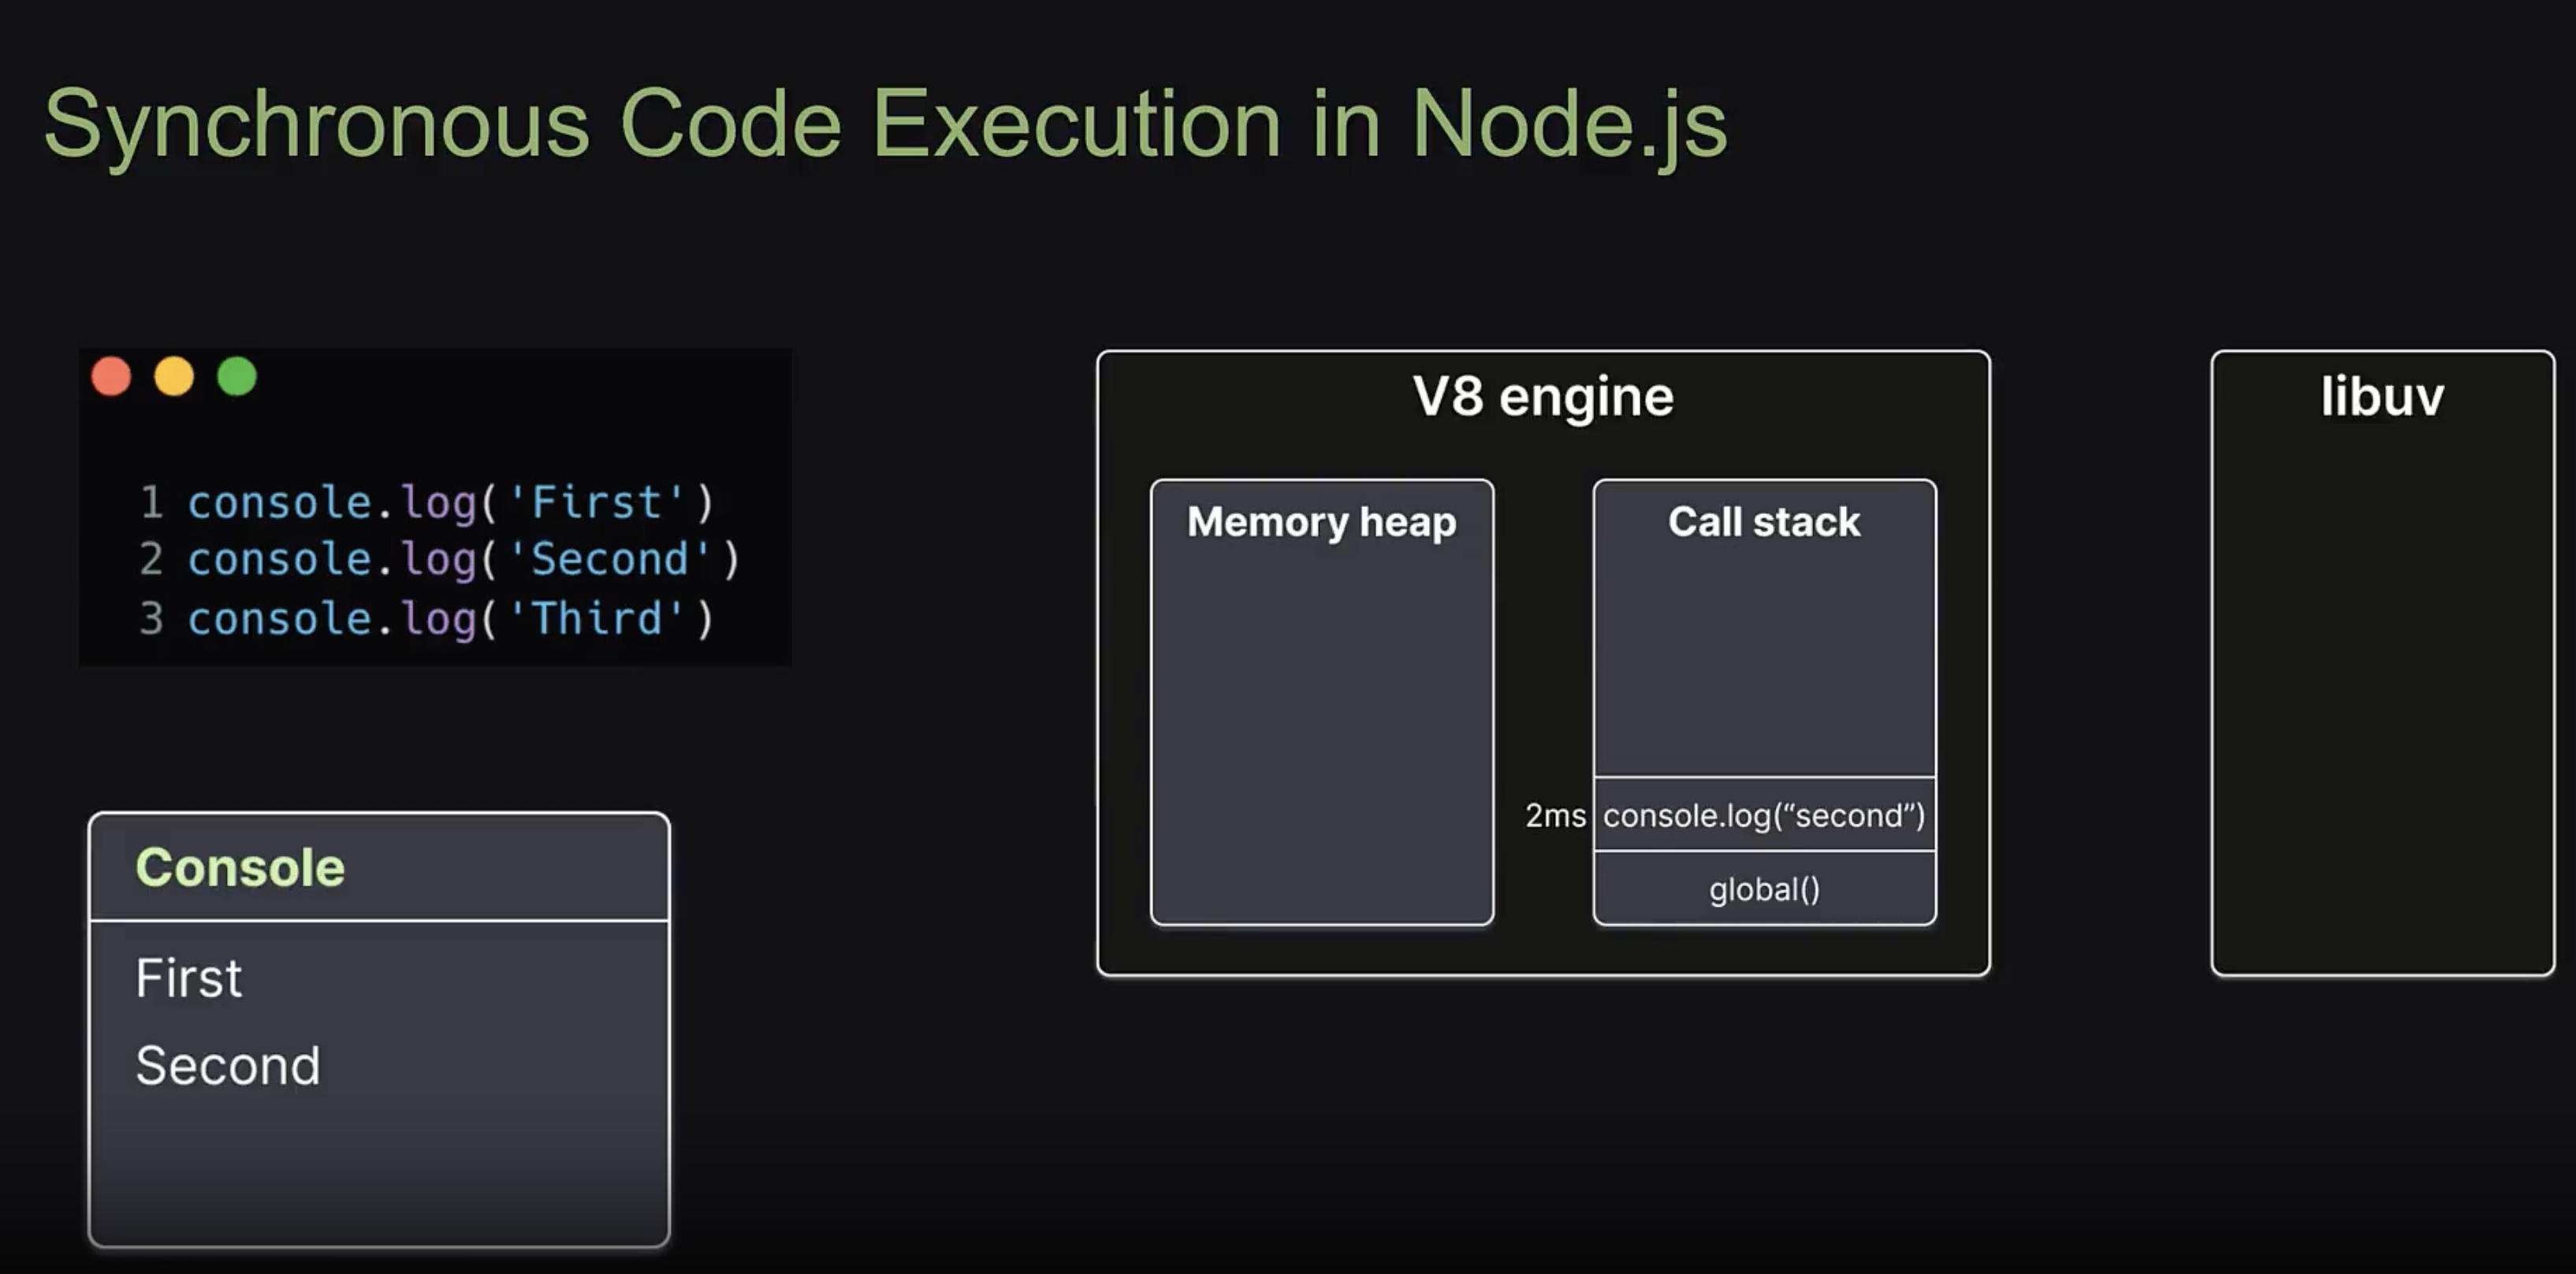 Synchronous Code Execution in Node.js
1 console.log('First')
2 console.log('Second')
3 console.log('Third')
Console
First
Second
V8 engine
Memory heap
Call stack
2ms console.log(“second”)
global()
libuv